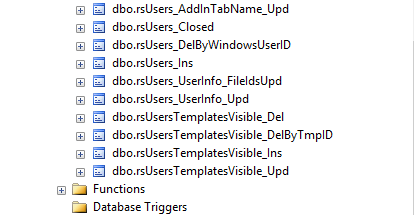 dbo.rsUsers_AddInTabName_Upd
dbo.rsUsers_Closed
dbo.rsUsers_DelByWindowsUserID
dbo.rsUsers_Ins
dbo.rsUsers_UserInfo_FileIdsUpd
dbo.rsUsers_UserInfo_Upd
dbo.rsUsersTemplatesVisible_Del
dbo.rsUsersTemplatesVisible_DelByTmpID
dbo.rsUsersTemplatesVisible_Ins
dbo.rsUsersTemplatesVisible_Upd
Functions
Database Triggers